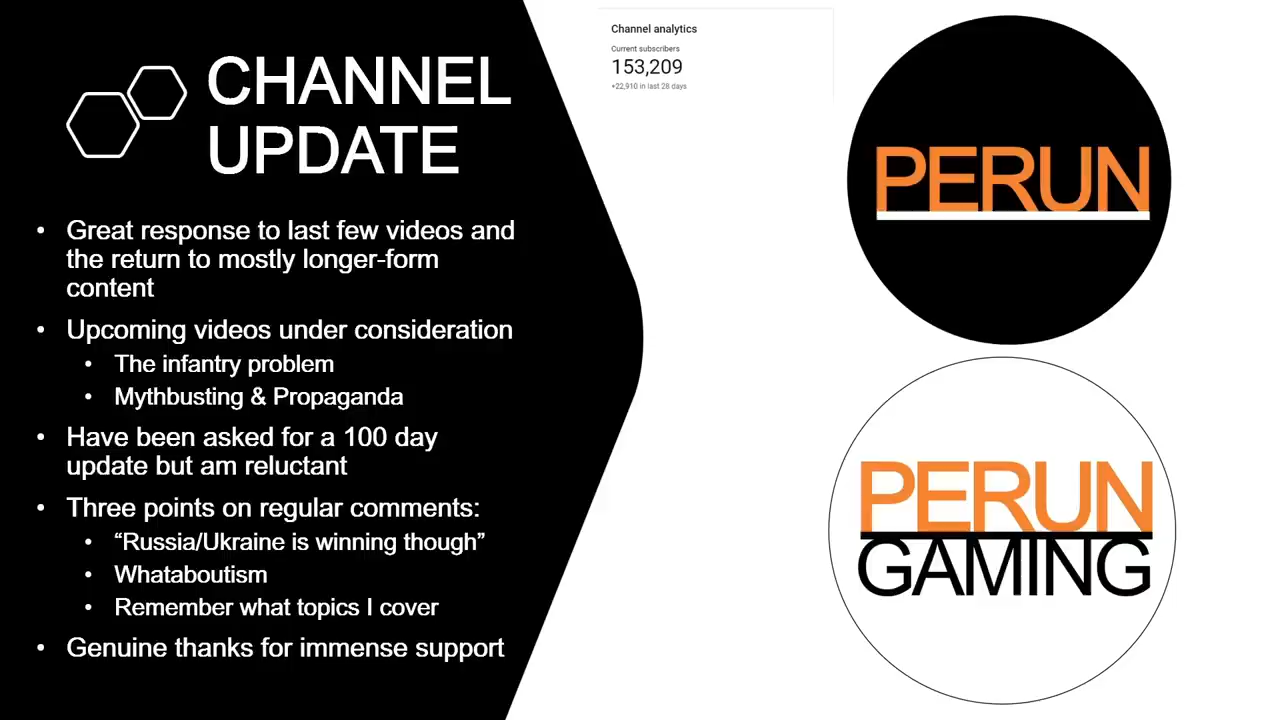 CHANNEL
UPDATE
• Great response to last few videos and
the return to mostly longer-form
content
• Upcoming videos under consideration
• The infantry problem
• Mythbusting & Propaganda
• Have been asked for a 100 day
update but am reluctant
• Three points on regular comments:
• “Russia/Ukraine is winning though”
• Whataboutism
• Remember what topics I cover
• Genuine thanks for immense support
Channel analytics
Current subscribers
153,209
+22,910 in last 28 days
PERUN
PERUN
GAMING